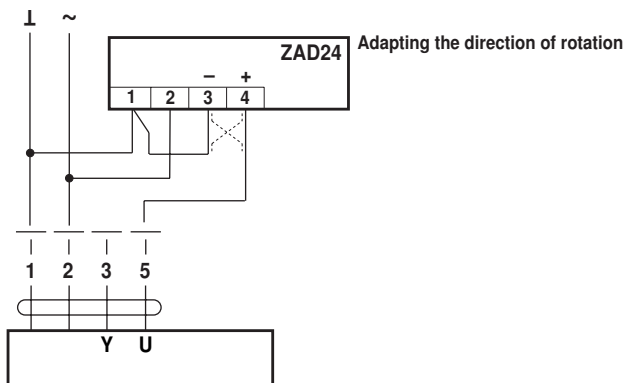 ⊥ ~
ZAD24
Adapting the direction of rotation
– +
1 2 3 4
1 2 3 5
Y U